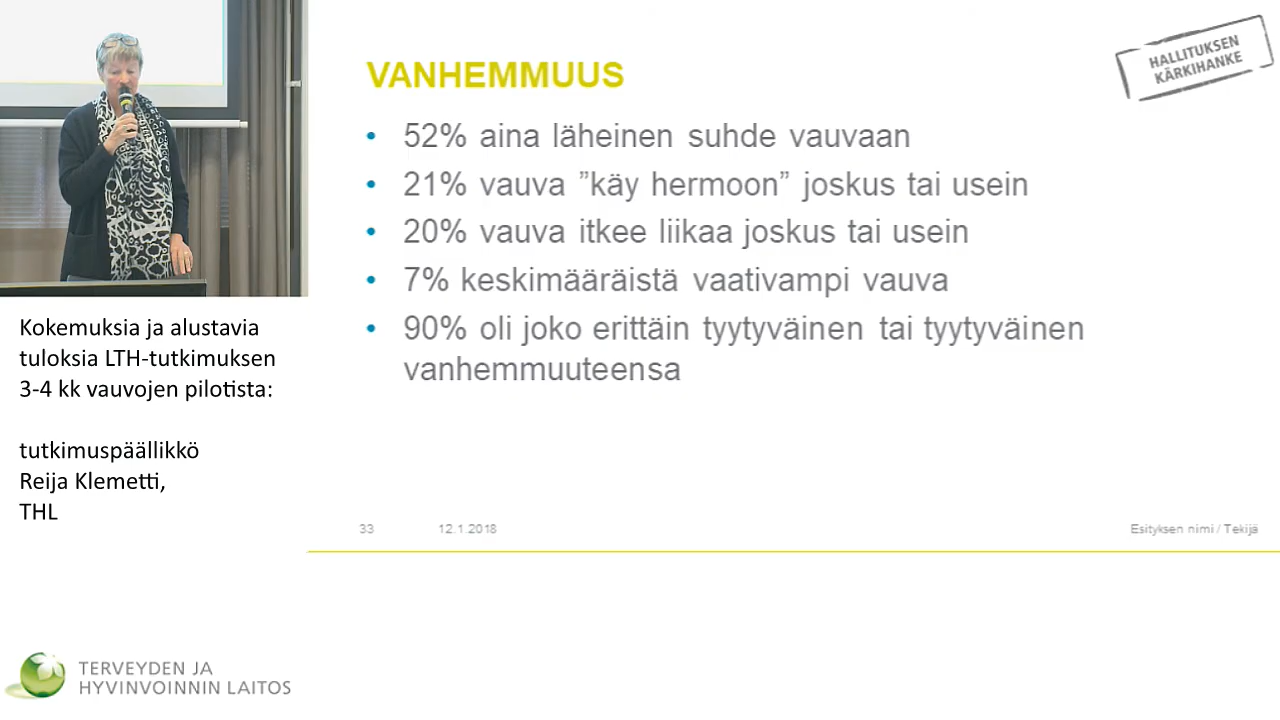 VANHEMMUUS
HALLITUKSEN
KÄRKIHANKE
• 52% aina läheinen suhde vauvaan
• 21% vauva ”käy hermoon” joskus tai usein
• 20% vauva itkee liikaa joskus tai usein
• 7% keskimääräistä vaativampi vauva
• 90% oli joko erittäin tyytyväinen tai tyytyväinen
vanhemmuuteensa
33 12.1.2018 Esityksen nimi / Tekijä
Kokemuksia ja alustavia
tuloksia LTH-tutkimuksen
3-4 kk vauvojen pilotista:
tutkimuspäällikkö
Reija Klemetti,
THL
TERVEYDEN JA
HYVINVOINNIN LAITOS